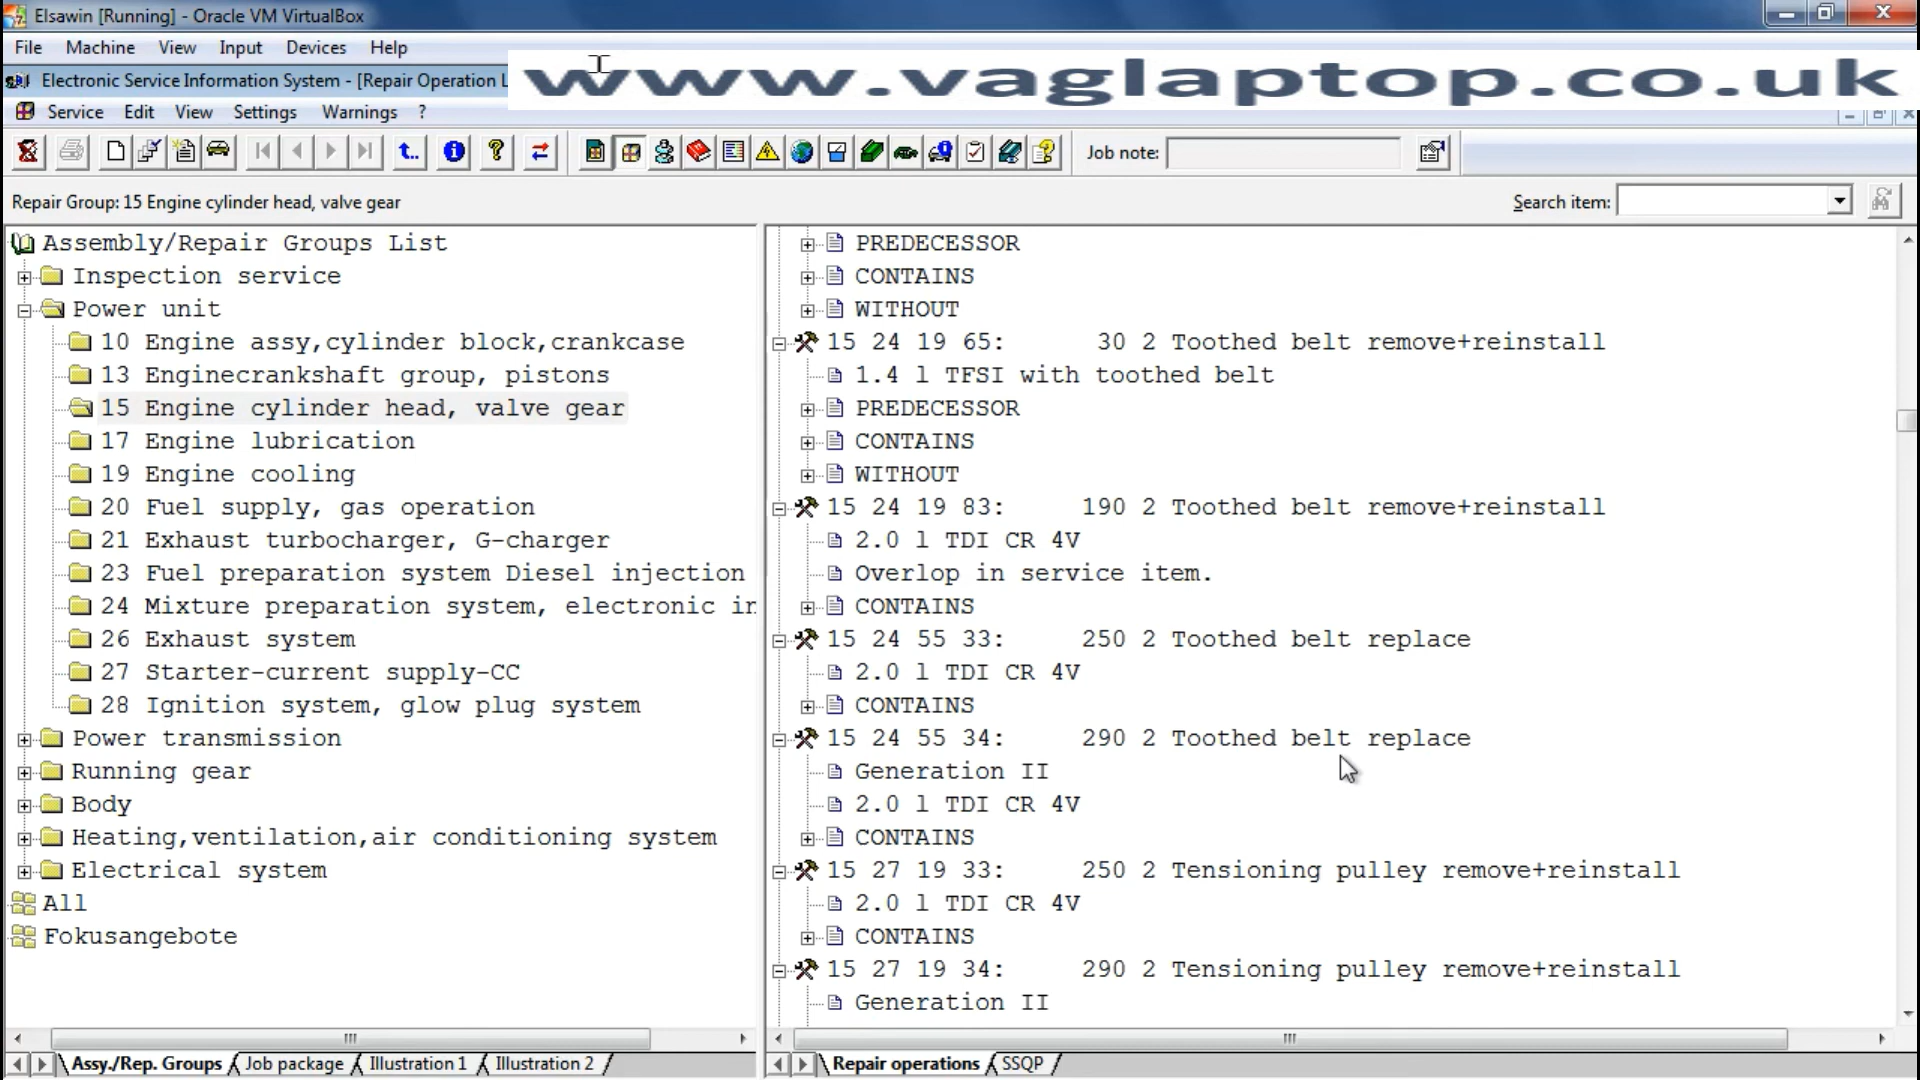 Elsawin [Running] - Oracle VM VirtualBox
File Machine View Input Devices Help
Electronic Service Information System - [Repair Operation L
www.vaglaptop.co.uk
Service Edit View Settings Warnings ?
Job note:
Repair Group: 15 Engine cylinder head, valve gear
Search item:
Assembly/Repair Groups List
Inspection service
Power unit
10 Engine assy,cylinder block,crankcase
13 Enginecrankshaft group, pistons
15 Engine cylinder head, valve gear
17 Engine lubrication
19 Engine cooling
20 Fuel supply, gas operation
21 Exhaust turbocharger, G-charger
23 Fuel preparation system Diesel injection
24 Mixture preparation system, electronic in
26 Exhaust system
27 Starter-current supply-CC
28 Ignition system, glow plug system
Power transmission
Running gear
Body
Heating,ventilation,air conditioning system
Electrical system
All
Fokusangebote
Assy./Rep. Groups Job package Illustration 1 Illustration 2
PREDECESSOR
CONTAINS
WITHOUT
15 24 19 65: 30 2 Toothed belt remove+reinstall
1.4 l TFSI with toothed belt
PREDECESSOR
CONTAINS
WITHOUT
15 24 19 83: 190 2 Toothed belt remove+reinstall
2.0 l TDI CR 4V
Overlop in service item.
CONTAINS
15 24 55 33: 250 2 Toothed belt replace
2.0 l TDI CR 4V
CONTAINS
15 24 55 34: 290 2 Toothed belt replace
Generation II
2.0 l TDI CR 4V
CONTAINS
15 27 19 33: 250 2 Tensioning pulley remove+reinstall
2.0 l TDI CR 4V
CONTAINS
15 27 19 34: 290 2 Tensioning pulley remove+reinstall
Generation II
Repair operations SSQP